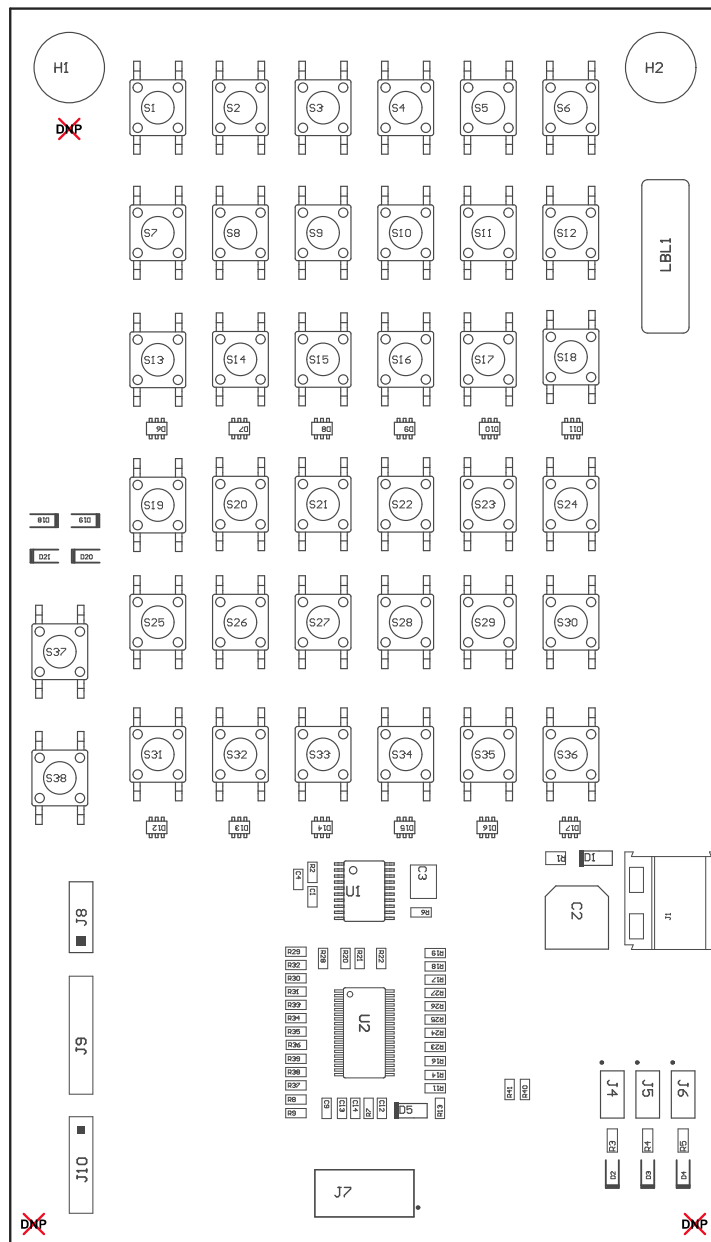 H1
H2
S1 S2 S3 S4 S5 S6
DNP
S7 S8 S9 S10 S11 S12
LBL1
S13 S14 S15 S16 S17 S18
D6 D7 D8 D9 D10 D11
S19 S20 S21 S22 S23 S24
D18 D19
D21 D20
S25 S26 S27 S28 S29 S30
S37
S31 S32 S33 S34 S35 S36
S38
D12 D13 D14 D15 D16 D17
R1 D1
C4 R2 U1 C3
C1
R6
C2
J1
J8
R29 R28 R20 R21 R22 R19
R32 R18
R30 R17
R31 R27
R33 R26
R34 U2 R25
R35 R24
R36 R23
R39 R16
R38 R14
R37 R11
R8
R9 C9 C13 C14 R7 C12 D5 R13
R41 R40
J9
J4 J5 J6
R3 R4 R5
D2 D3 D4
J10
J7
DNP
DNP